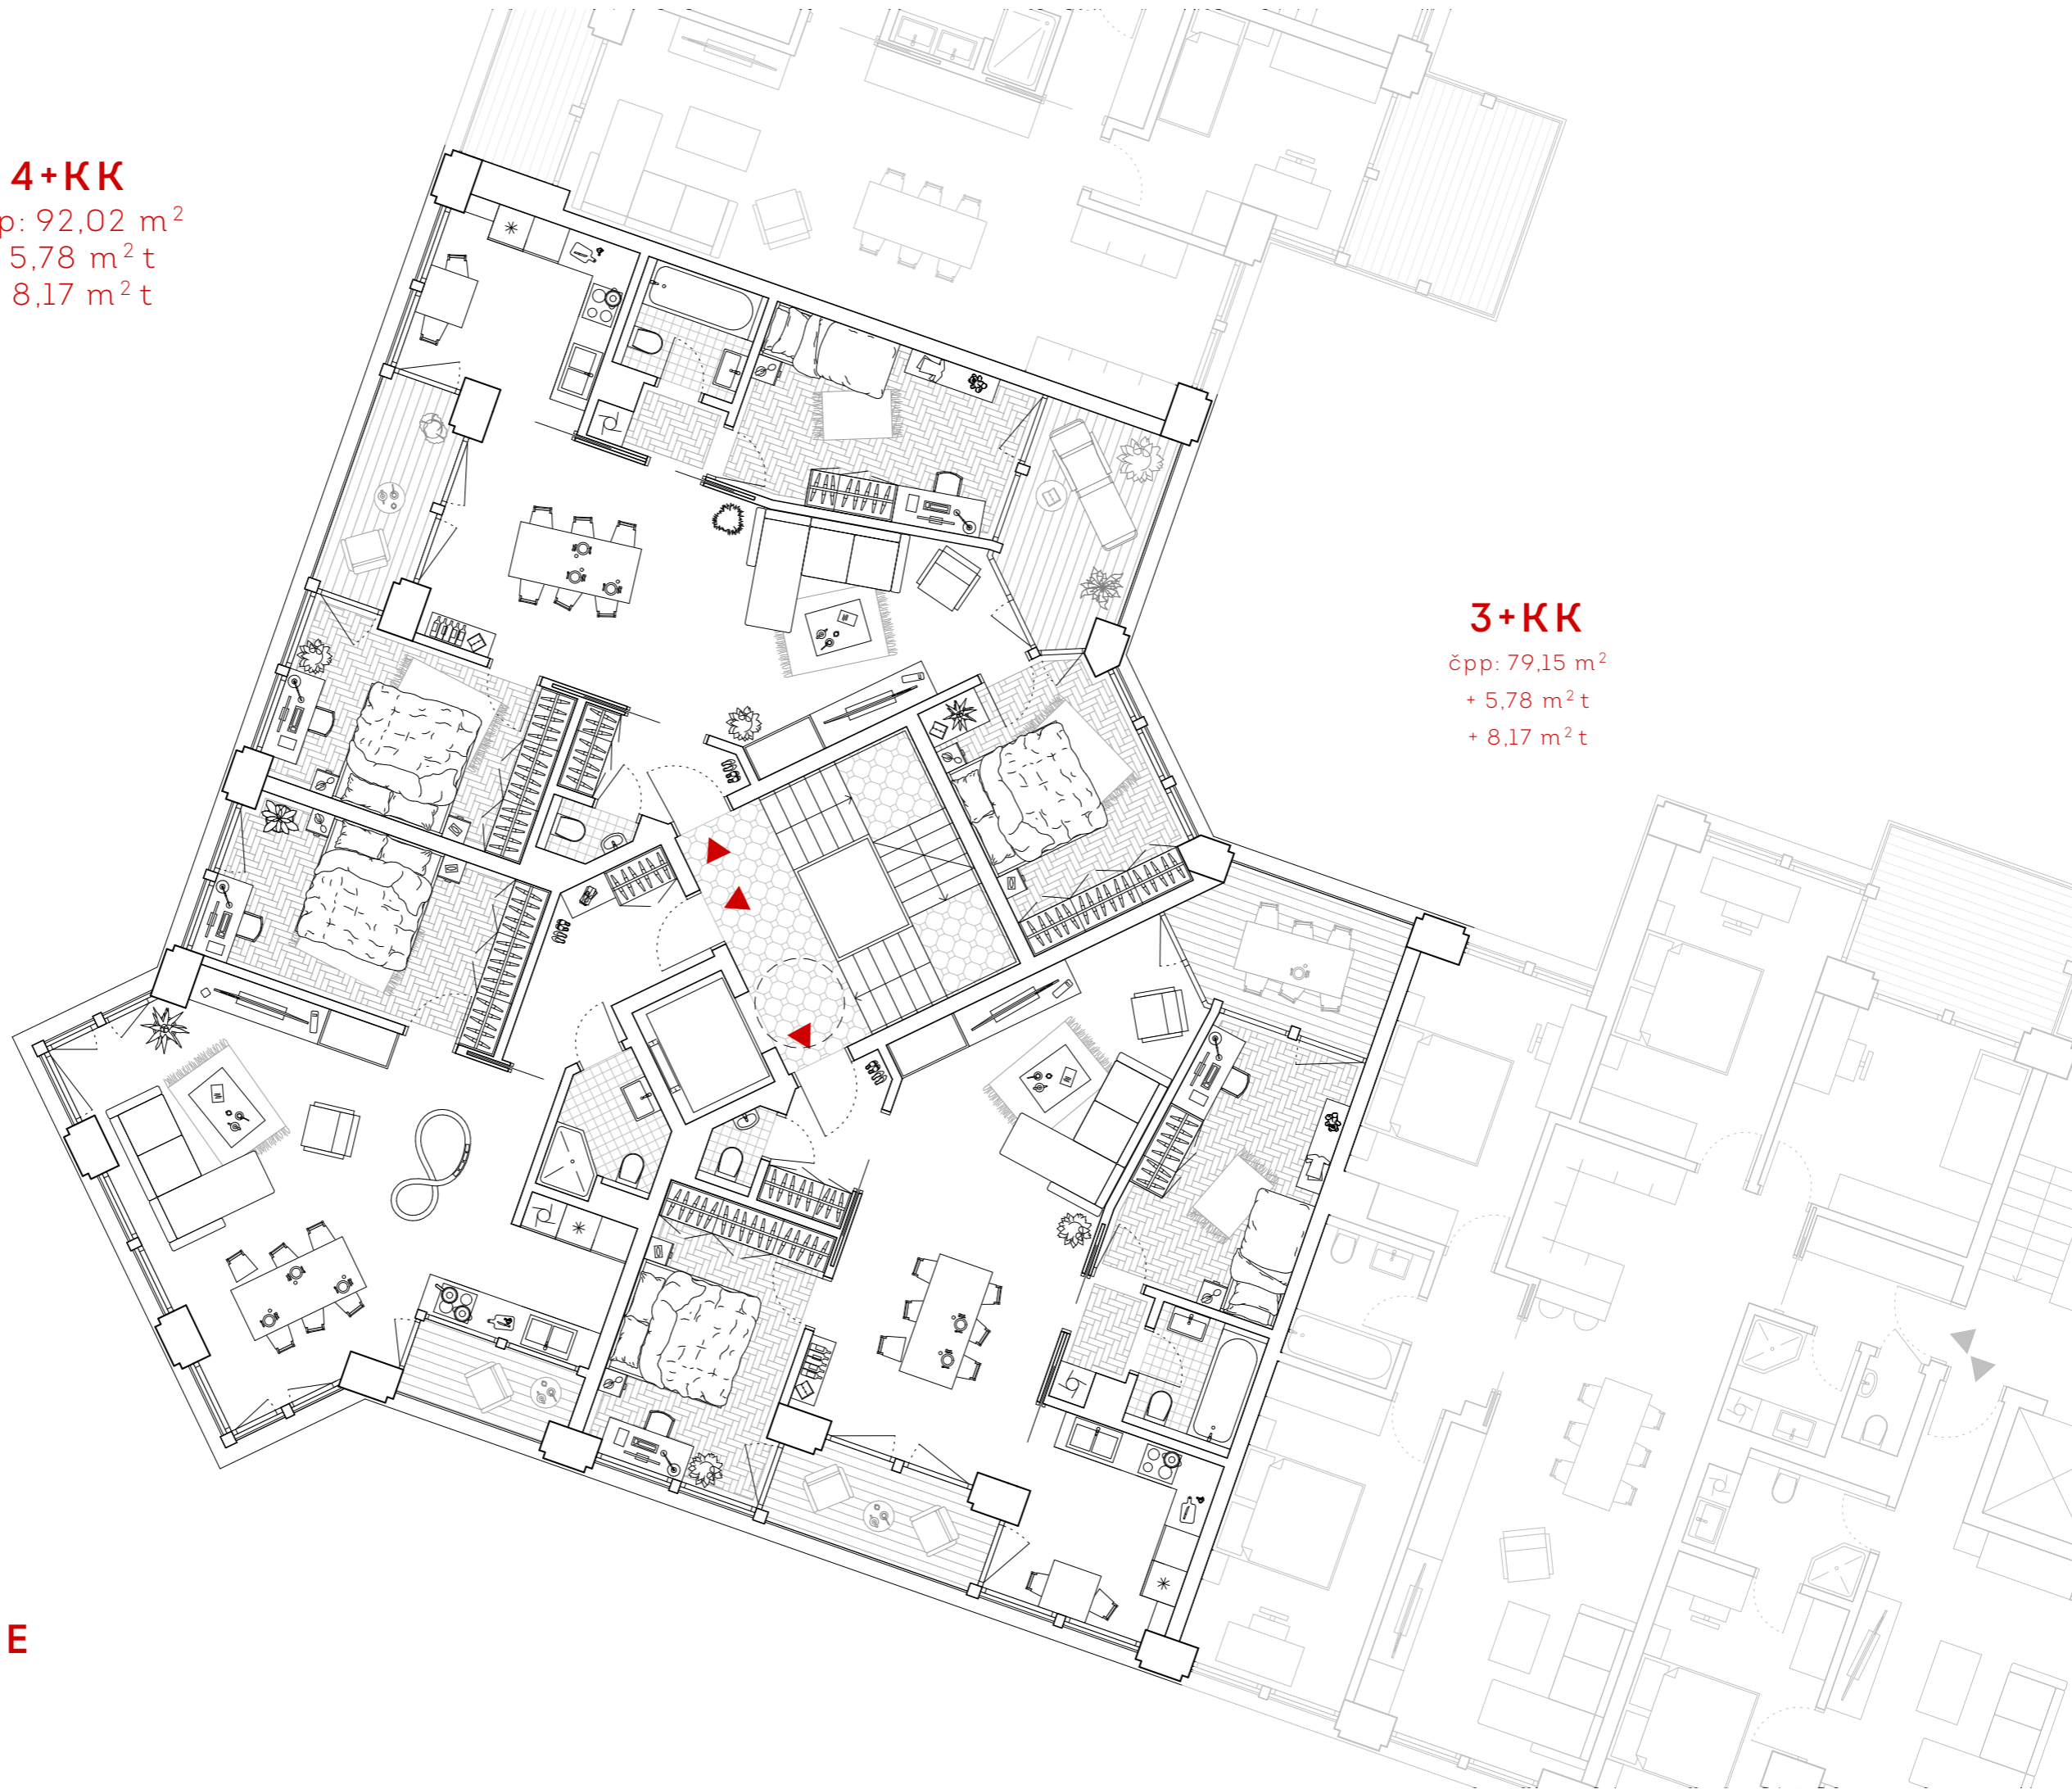 4+KK
p: 92,02 m²
5,78 m² t
8,17 m² t
3+KK
čpp: 79,15 m²
+ 5,78 m² t
+ 8,17 m² t
E